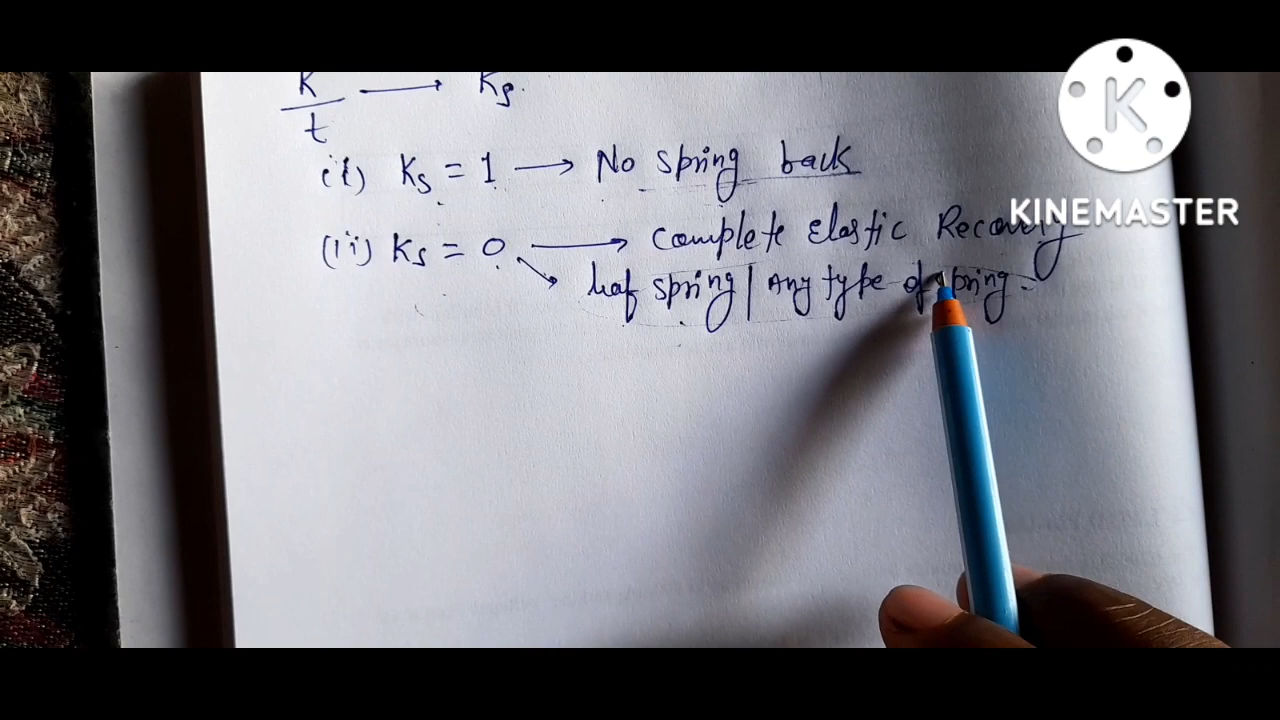 K
t → Ks.
(i) Ks = 1 → No spring back
(ii) Ks = 0 → Complete Elastic Recovery
→ leaf spring | Any type of spring.
K
KINEMASTER